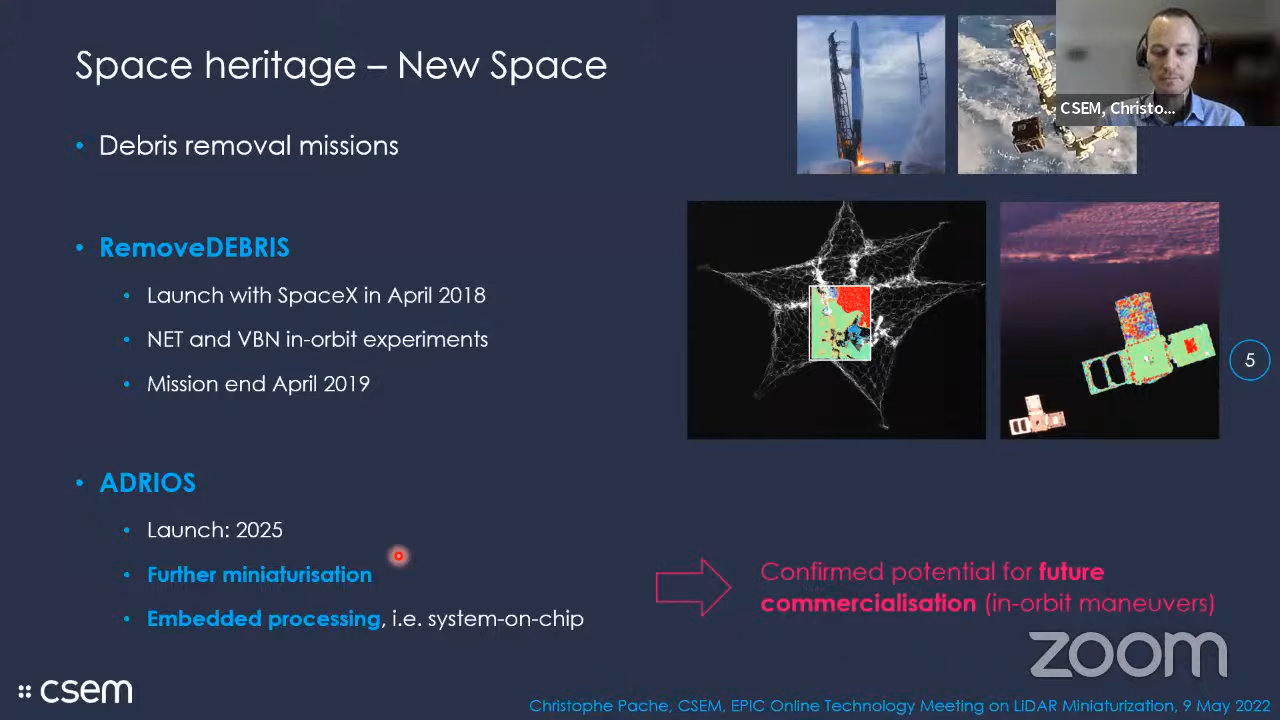 Space heritage – New Space
CSEM, Christo...
• Debris removal missions
• RemoveDEBRIS
• Launch with SpaceX in April 2018
• NET and VBN in-orbit experiments
• Mission end April 2019
5
• ADRIOS
• Launch: 2025
• Further miniaturisation
• Embedded processing, i.e. system-on-chip
Confirmed potential for future
commercialisation (in-orbit maneuvers)
zoom
csem
Christophe Pache, CSEM, EPIC Online Technology Meeting on LiDAR Miniaturization, 9 May 2022